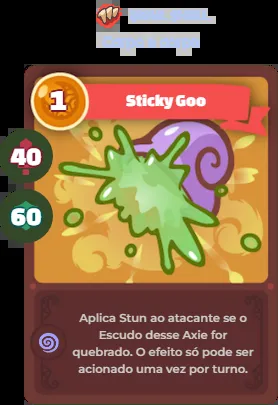 1
Sticky Goo
40
60
Aplica Stun ao atacante se o
Escudo desse Axie for
quebrado. O efeito só pode ser
acionado uma vez por turno.